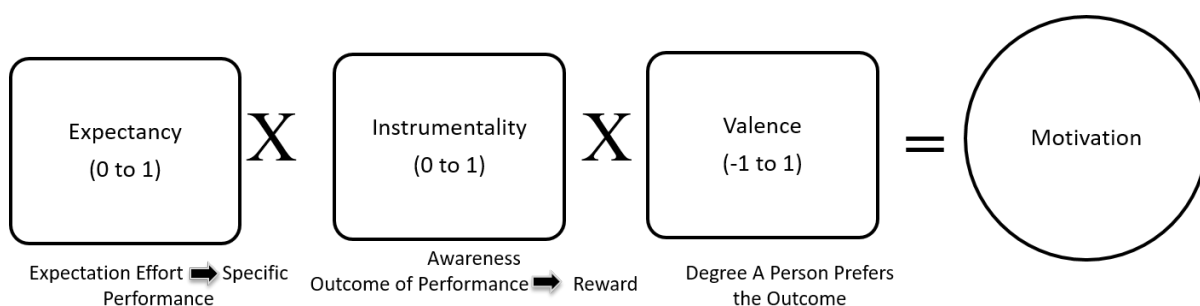 Expectancy
(0 to 1)
X
Instrumentality
(0 to 1)
X
Valence
(-1 to 1)
=
Motivation
Expectation Effort ➡ Specific
Performance
Awareness
Outcome of Performance ➡ Reward
Degree A Person Prefers
the Outcome